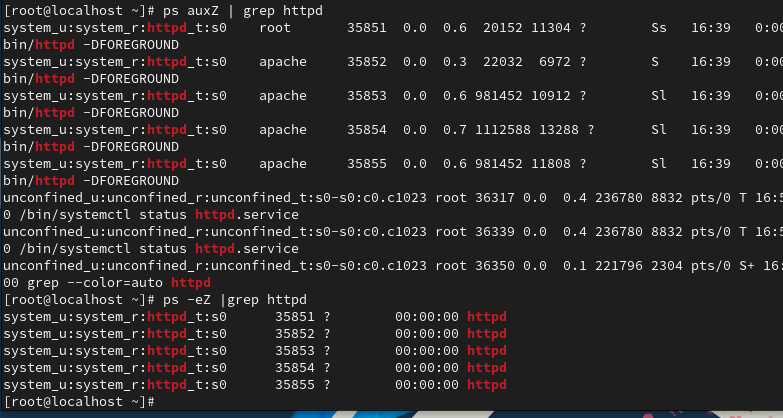 [root@localhost ~]# ps auxZ | grep httpd
system_u:system_r:httpd_t:s0    root       35851  0.0  0.6  20152 11304 ?        Ss   16:39   0:00
bin/httpd -DFOREGROUND
system_u:system_r:httpd_t:s0    apache     35852  0.0  0.3  22032  6972 ?        S    16:39   0:00
bin/httpd -DFOREGROUND
system_u:system_r:httpd_t:s0    apache     35853  0.0  0.6 981452 10912 ?        Sl   16:39   0:00
bin/httpd -DFOREGROUND
system_u:system_r:httpd_t:s0    apache     35854  0.0  0.7 1112588 13288 ?       Sl   16:39   0:00
bin/httpd -DFOREGROUND
system_u:system_r:httpd_t:s0    apache     35855  0.0  0.6 981452 11808 ?        Sl   16:39   0:00
bin/httpd -DFOREGROUND
unconfined_u:unconfined_r:unconfined_t:s0-s0:c0.c1023 root 36317 0.0  0.4 236780 8832 pts/0 T 16:5
0 /bin/systemctl status httpd.service
unconfined_u:unconfined_r:unconfined_t:s0-s0:c0.c1023 root 36339 0.0  0.4 236780 8832 pts/0 T 16:5
0 /bin/systemctl status httpd.service
unconfined_u:unconfined_r:unconfined_t:s0-s0:c0.c1023 root 36350 0.0  0.1 221796 2304 pts/0 S+ 16:
00 grep --color=auto httpd
[root@localhost ~]# ps -eZ |grep httpd
system_u:system_r:httpd_t:s0      35851 ?        00:00:00 httpd
system_u:system_r:httpd_t:s0      35852 ?        00:00:00 httpd
system_u:system_r:httpd_t:s0      35853 ?        00:00:00 httpd
system_u:system_r:httpd_t:s0      35854 ?        00:00:00 httpd
system_u:system_r:httpd_t:s0      35855 ?        00:00:00 httpd
[root@localhost ~]#